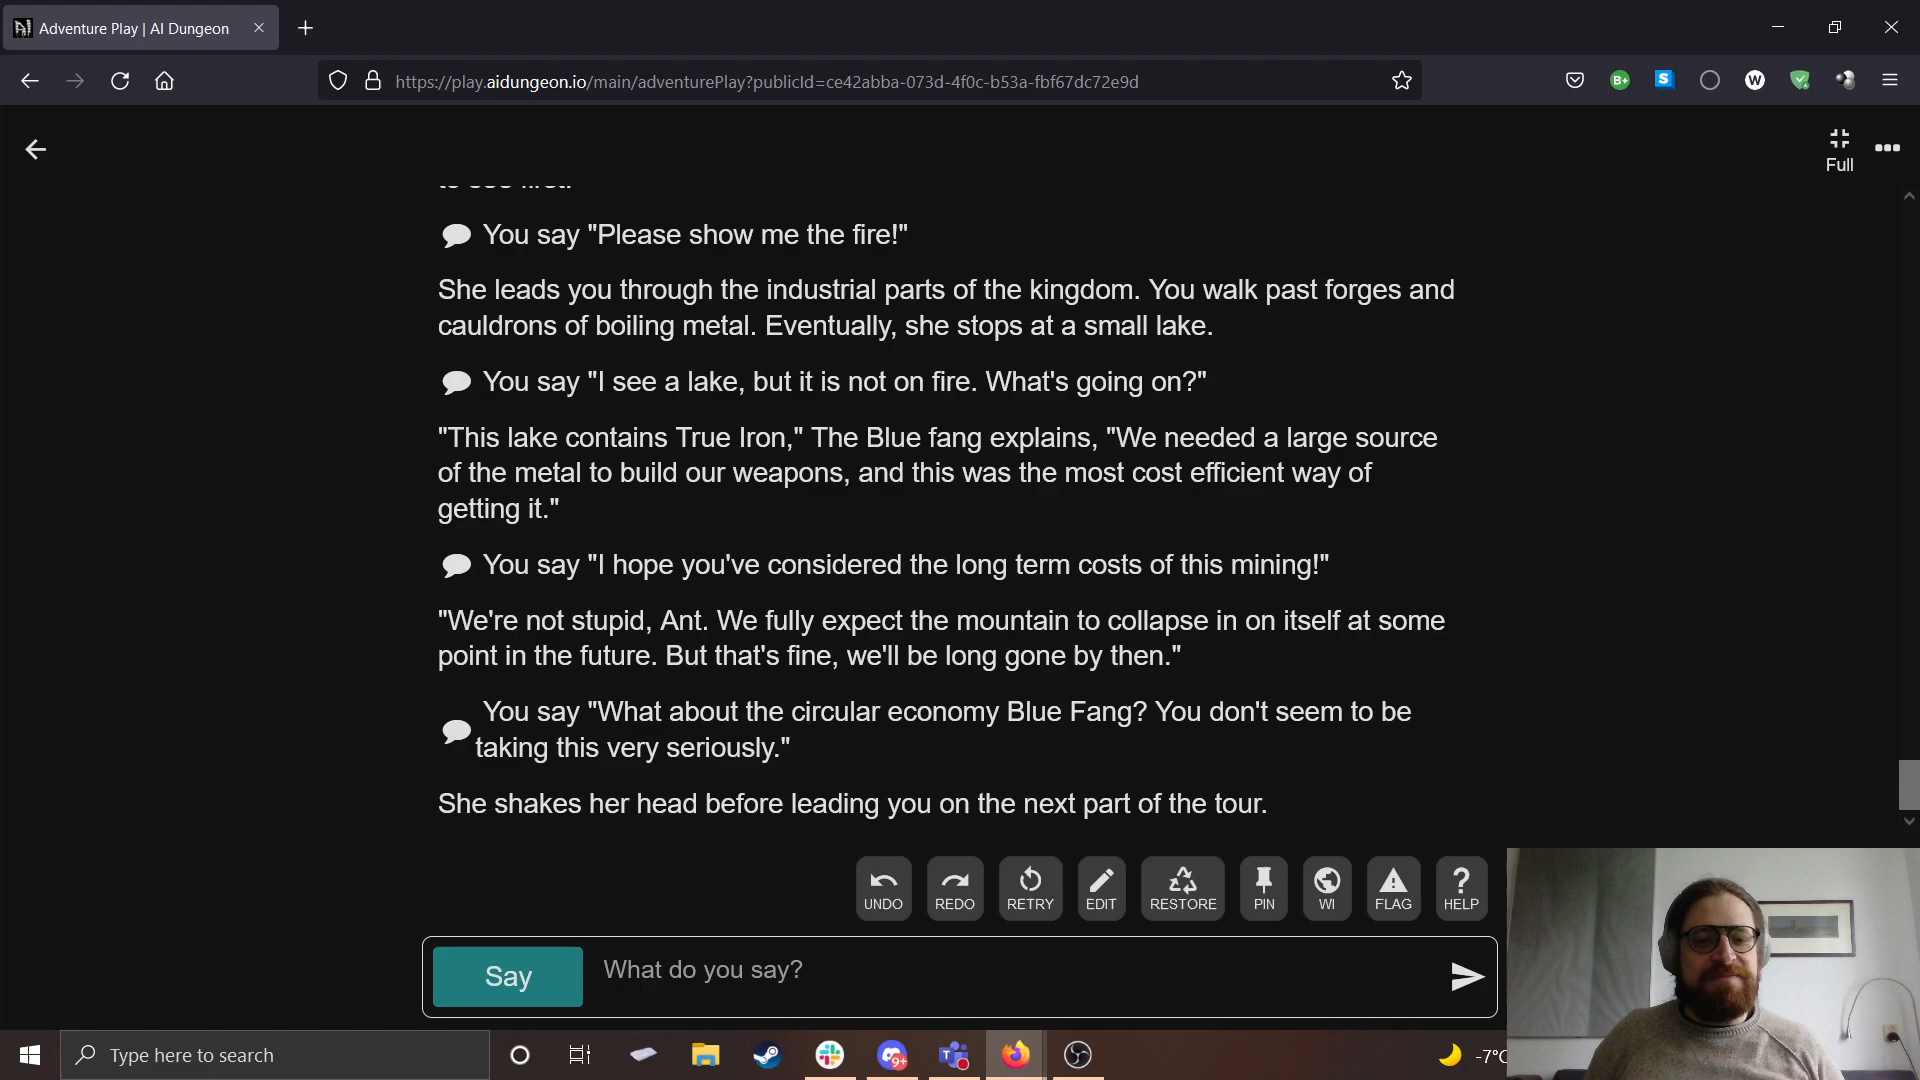 Adventure Play | AI Dungeon
https://play.aidungeon.io/main/adventurePlay?publicId=ce42abba-073d-4f0c-b53a-fbf67dc72e9d
B+
S
W
Full
You say "Please show me the fire!"
She leads you through the industrial parts of the kingdom. You walk past forges and
cauldrons of boiling metal. Eventually, she stops at a small lake.
You say "I see a lake, but it is not on fire. What's going on?"
"This lake contains True Iron," The Blue fang explains, "We needed a large source
of the metal to build our weapons, and this was the most cost efficient way of
getting it."
You say "I hope you've considered the long term costs of this mining!"
"We're not stupid, Ant. We fully expect the mountain to collapse in on itself at some
point in the future. But that's fine, we'll be long gone by then."
You say "What about the circular economy Blue Fang? You don't seem to be
taking this very seriously."
She shakes her head before leading you on the next part of the tour.
UNDO REDO RETRY EDIT RESTORE PIN WI FLAG HELP
Say What do you say?
Type here to search
9+
T
-7°C